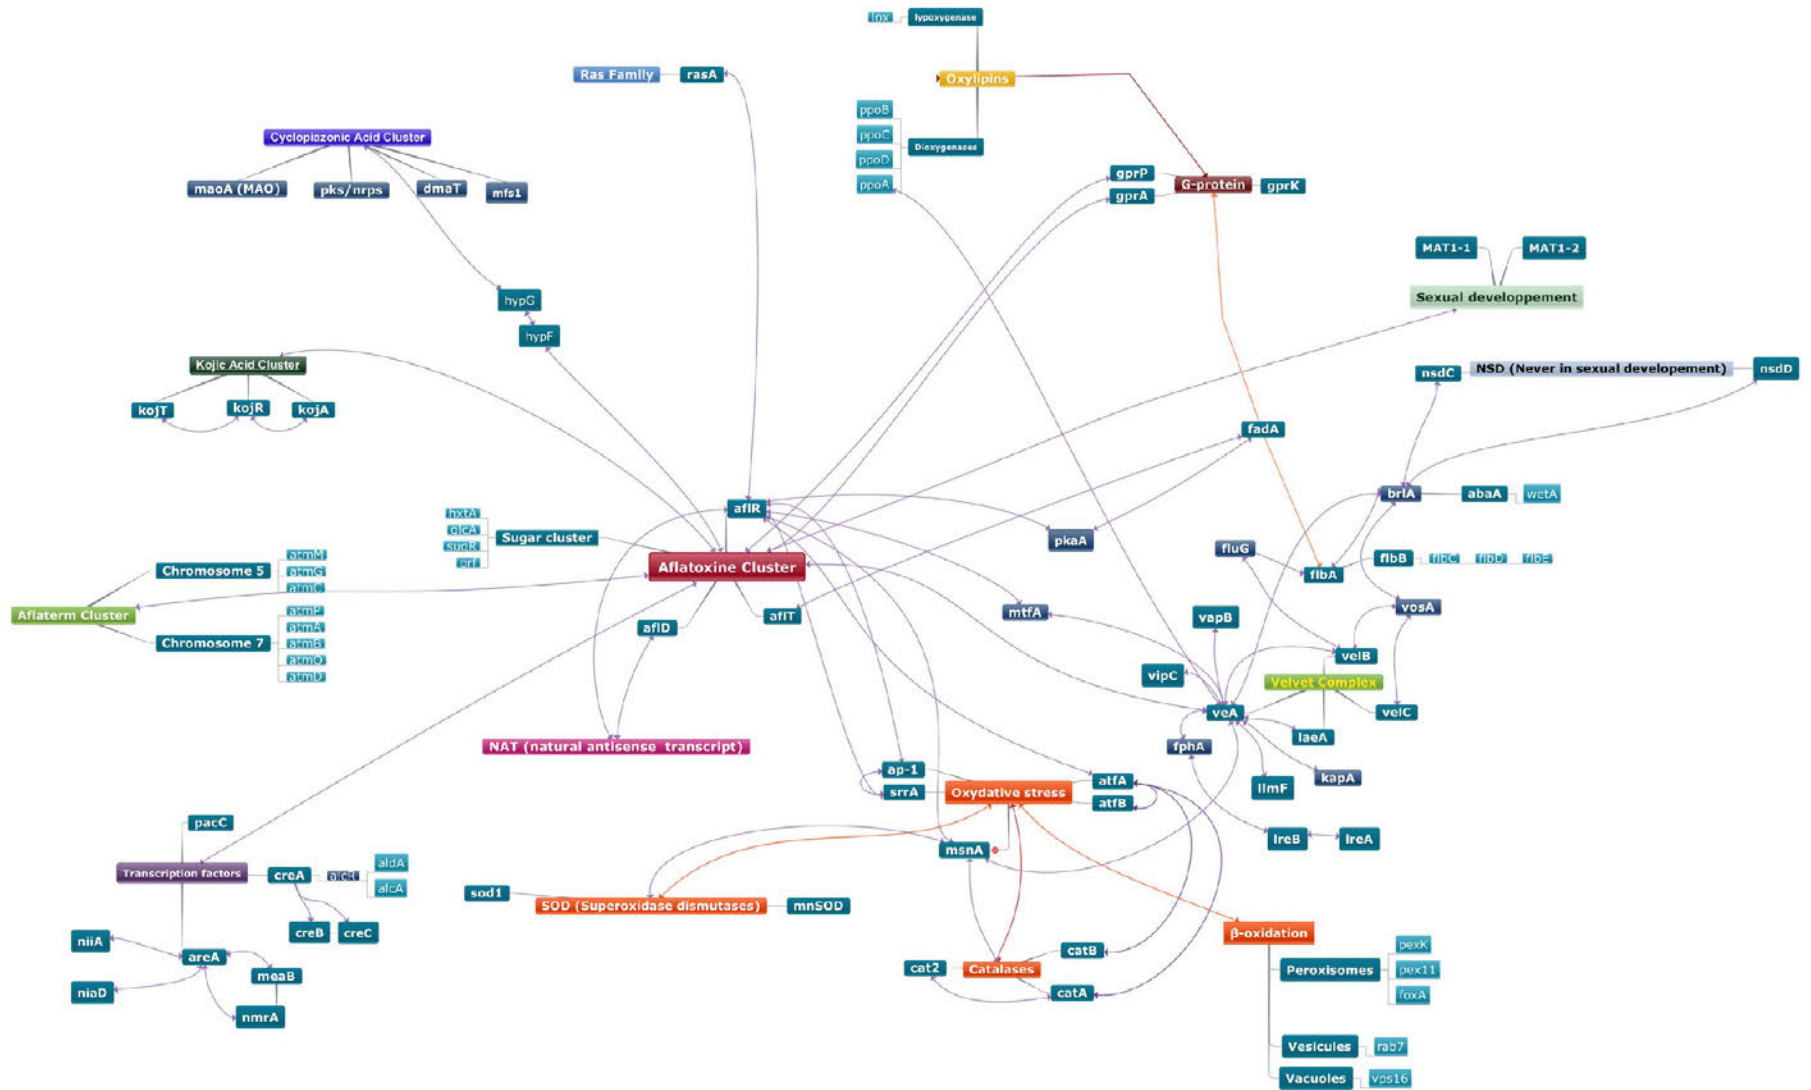 lox
lypoxygenase
Ras Family
rasA
Oxylipins
ppoB
ppoC
ppoD
ppoA
Dioxygenases
Cyclopiazonic Acid Cluster
maoA (MAO)
pks/nrps
dmaT
mfs1
gprP
gprA
G-protein
gprK
MAT1-1
MAT1-2
Sexual developpement
hypG
hypF
Kojic Acid Cluster
kojT
kojR
kojA
nsdC
NSD (Never in sexual developement)
nsdD
fadA
brlA
abaA
wetA
aflR
hxtA
glcA
sugR
orf
Sugar cluster
pkaA
fluG
flbA
flbB
flbC
flbD
flbE
Aflatoxine Cluster
Chromosome 5
atmM
atmG
atmC
Aflaterm Cluster
Chromosome 7
atmP
atmA
atmB
atmQ
atmD
aflD
aflT
mtfA
vapB
vosA
velB
vipC
Velvet Complex
veA
velC
laeA
fphA
kapA
llmF
NAT (natural antisense transcript)
ap-1
srrA
Oxydative stress
atfA
atfB
lreB
lreA
msnA
pacC
Transcription factors
creA
alcR
aldA
alcA
creB
creC
sod1
SOD (Superoxidase dismutases)
mnSOD
niiA
areA
niaD
meaB
nmrA
catB
cat2
Catalases
catA
β-oxidation
Peroxisomes
pexK
pex11
foxA
Vesicules
rab7
Vacuoles
vps16